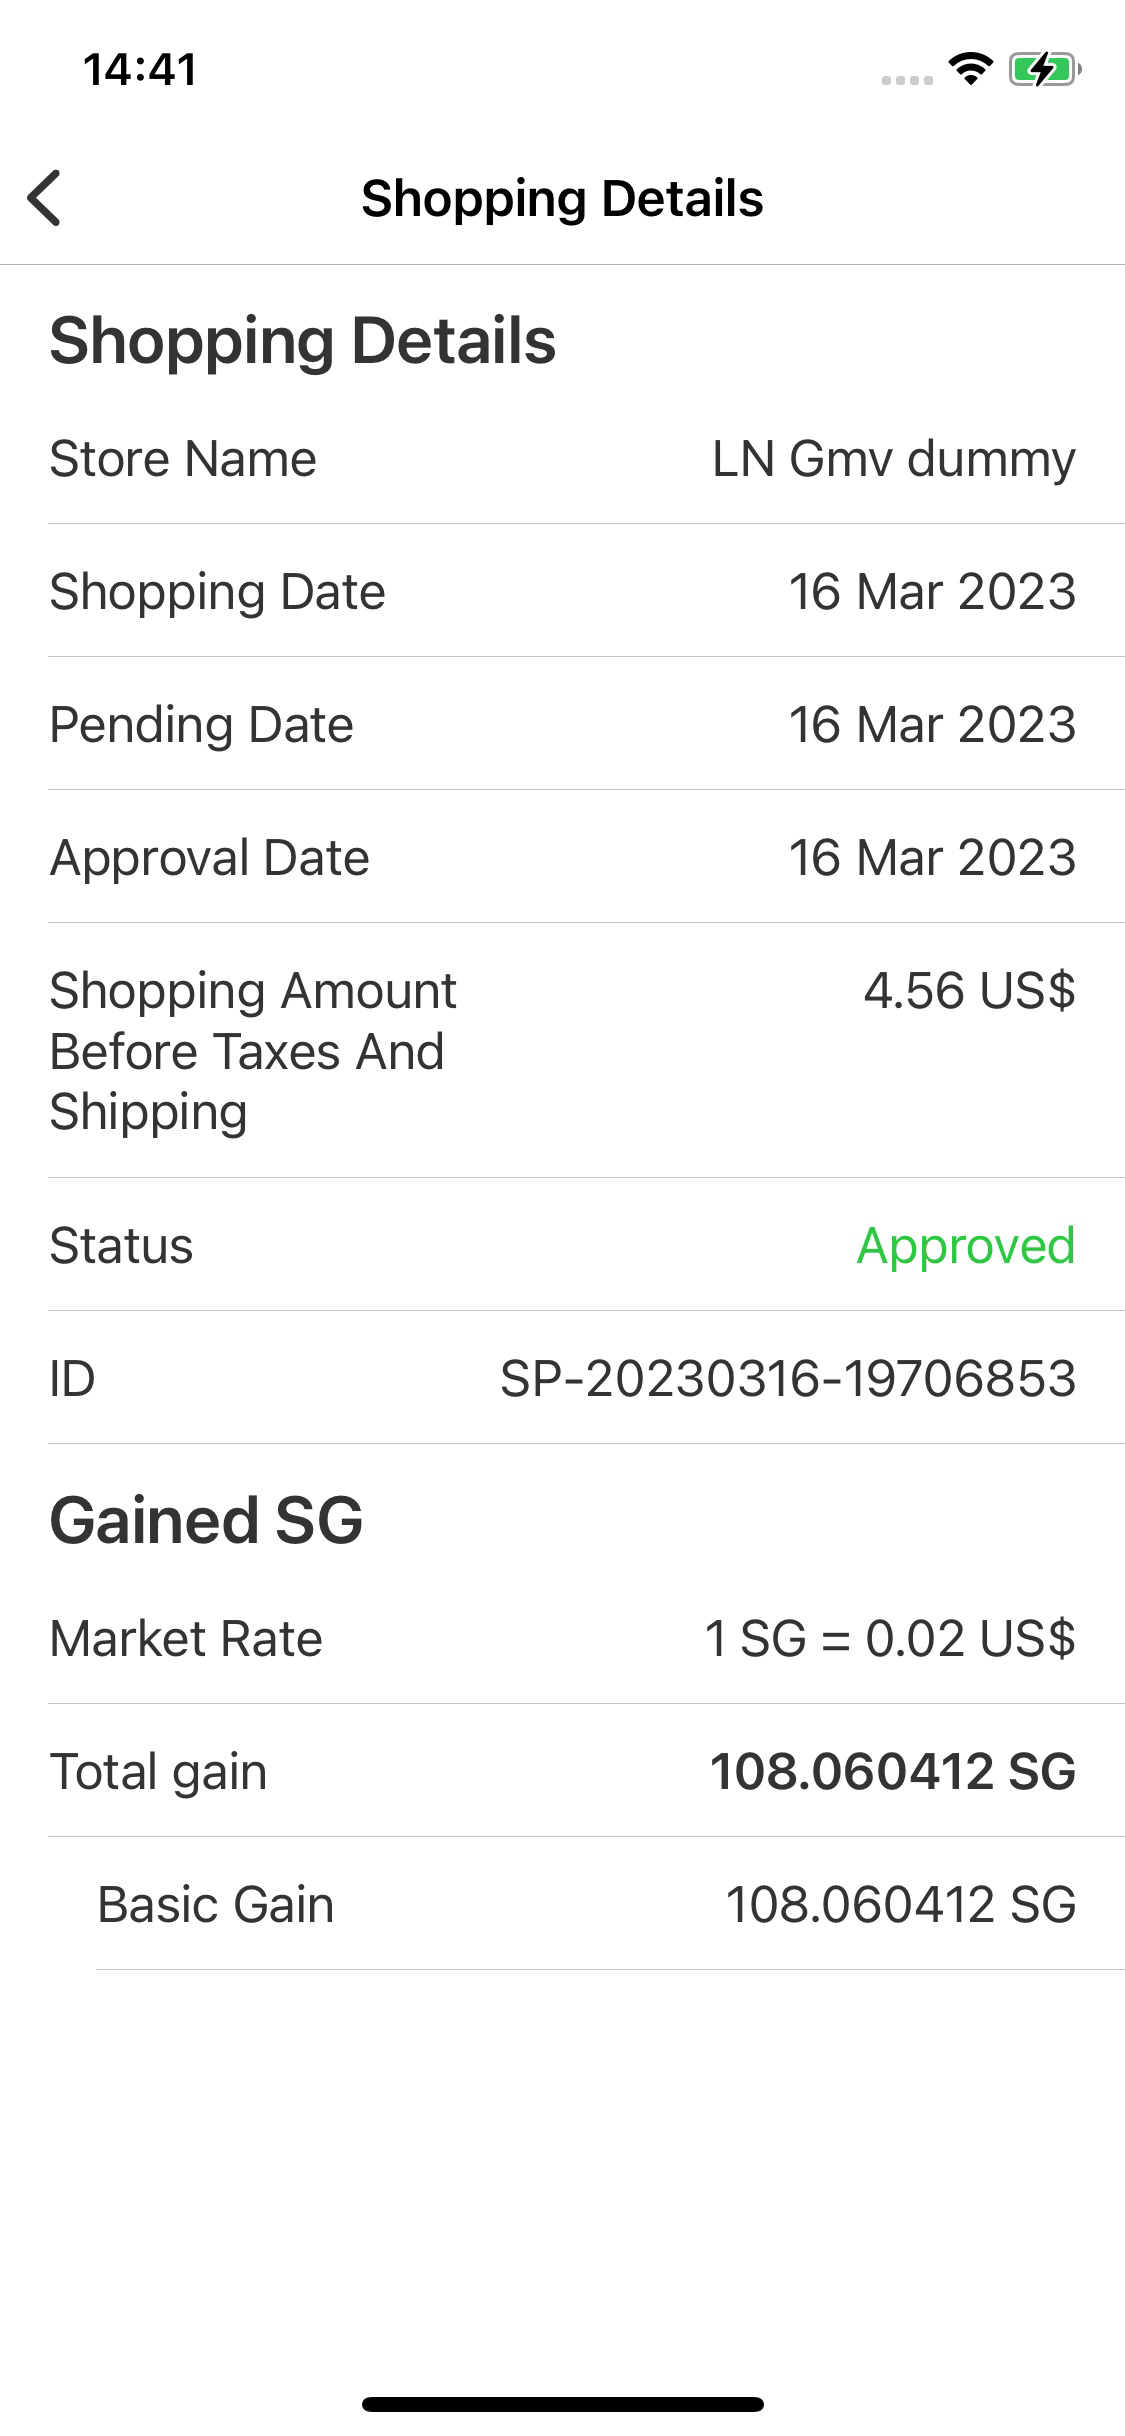 14:41
Shopping Details
Shopping Details
Store Name LN Gmv dummy
Shopping Date 16 Mar 2023
Pending Date 16 Mar 2023
Approval Date 16 Mar 2023
Shopping Amount 4.56 US$
Before Taxes And
Shipping
Status Approved
ID SP-20230316-19706853
Gained SG
Market Rate 1 SG = 0.02 US$
Total gain 108.060412 SG
Basic Gain 108.060412 SG